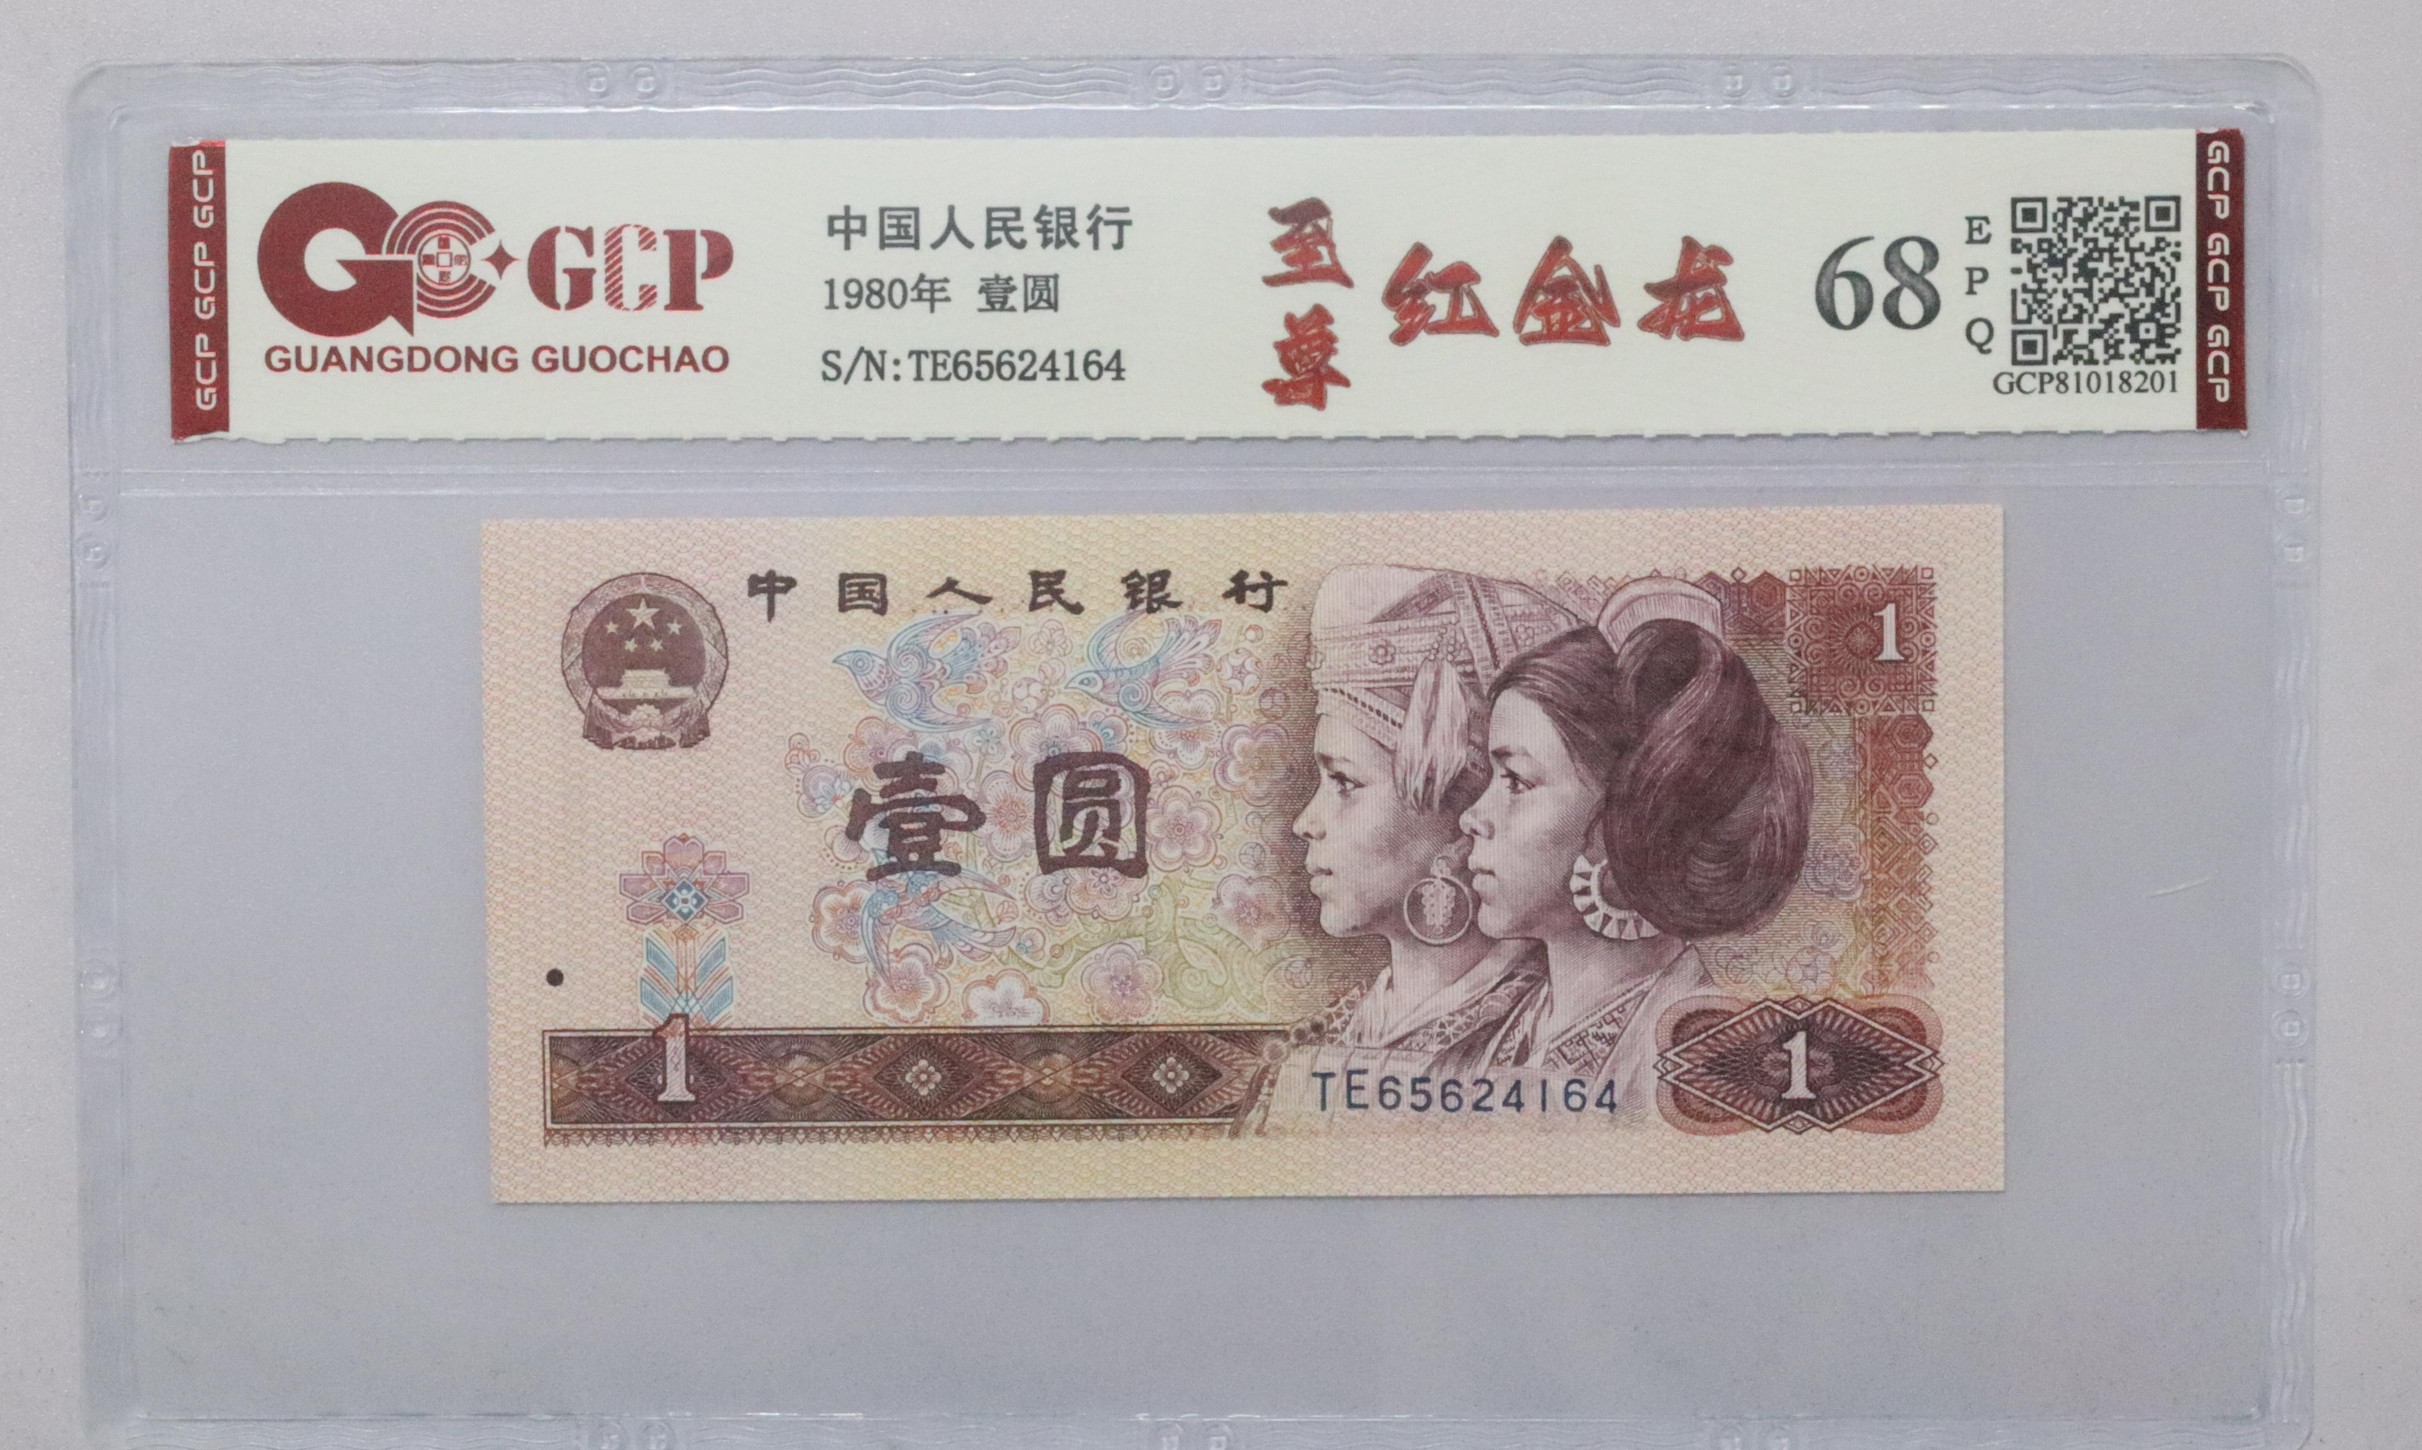 GCP GCP GCP
GCP
GUANGDONG GUOCHAO
中国人民银行
1980年 壹圆
S/N:TE65624164
至尊
红金龙
68
EPQ
GCP81018201
GCP GCP GCP
中国人民银行
1
壹圆
1
TE65624164
1